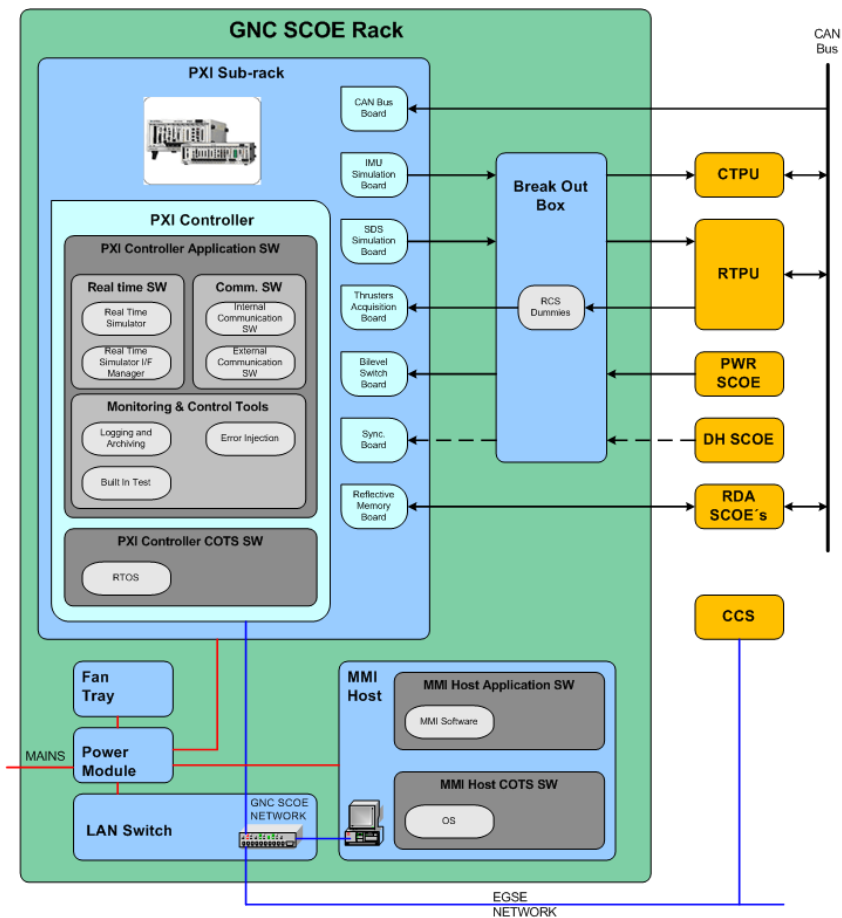 GNC SCOE Rack
CAN
Bus
PXI Sub-rack
CAN Bus
Board
IMU
Simulation
Board
Break Out
Box
CTPU
PXI Controller
PXI Controller Application SW
SDS
Simulation
Board
RTPU
Real time SW
Real Time
Simulator
Real Time
Simulator I/F
Manager
Comm. SW
Internal
Communication
SW
External
Communication
SW
Thrusters
Acquisition
Board
RCS
Dummies
Bilevel
Switch
Board
PWR
SCOE
Monitoring & Control Tools
Logging and
Archiving
Error Injection
Built In Test
Sync.
Board
DH SCOE
Reflective
Memory
Board
RDA
SCOE´s
PXI Controller COTS SW
RTOS
CCS
Fan
Tray
MMI
Host
MMI Host Application SW
MMI Software
MAINS
Power
Module
MMI Host COTS SW
OS
LAN Switch
GNC SCOE
NETWORK
EGSE
NETWORK